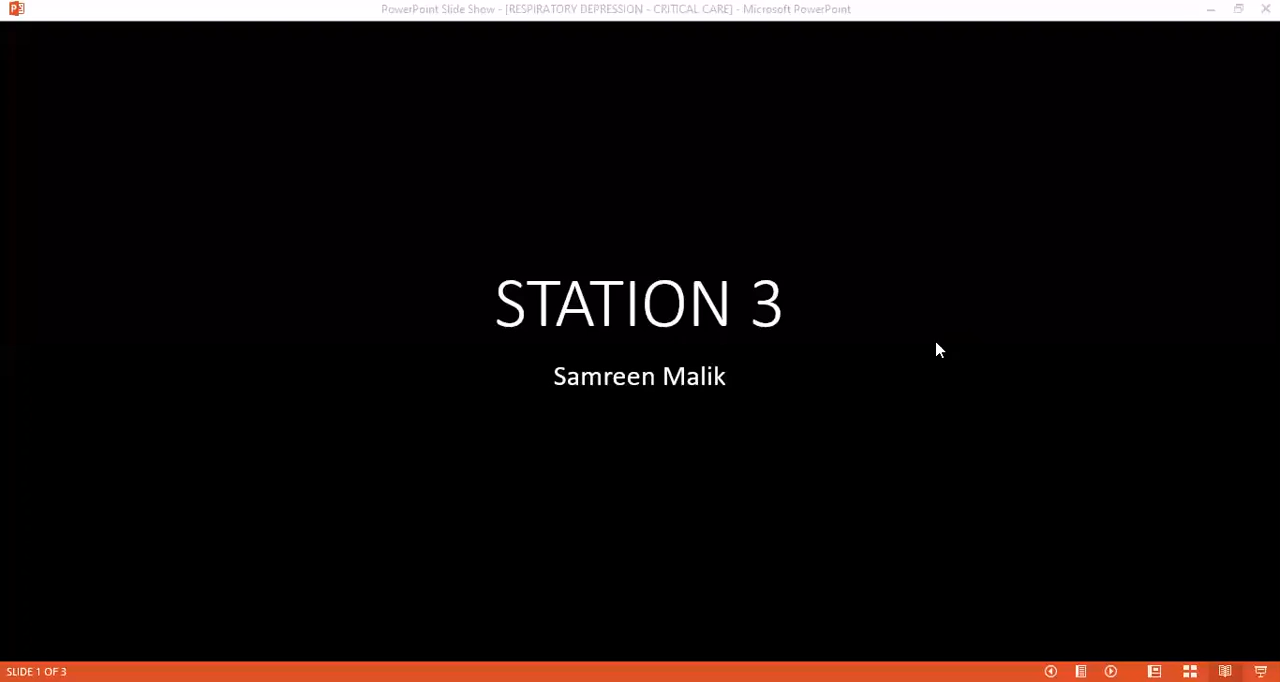 PowerPoint Slide Show - [RESPIRATORY DEPRESSION - CRITICAL CARE] - Microsoft PowerPoint
STATION 3
Samreen Malik
SLIDE 1 OF 3